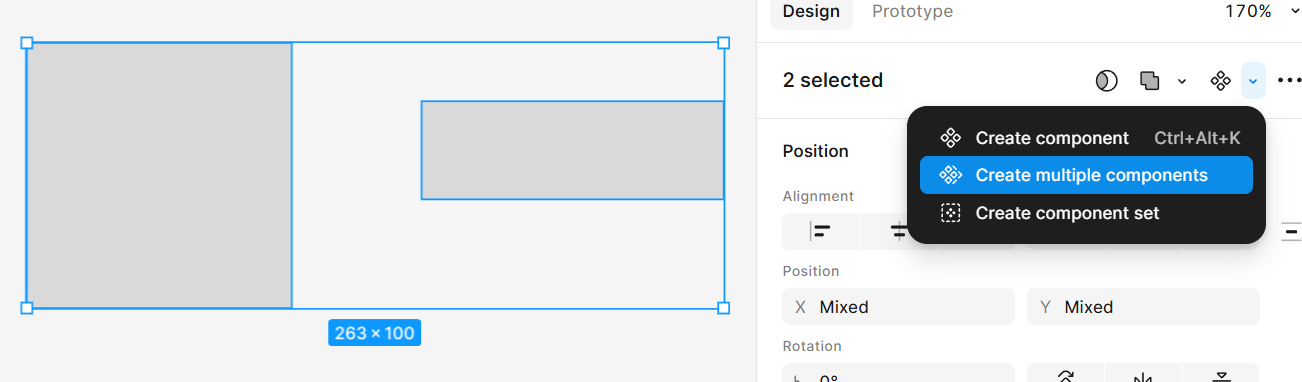 Design Prototype 170%
2 selected
Create component Ctrl+Alt+K
Position
Create multiple components
Alignment
Create component set
Position
X Mixed Y Mixed
263 × 100
Rotation
0°